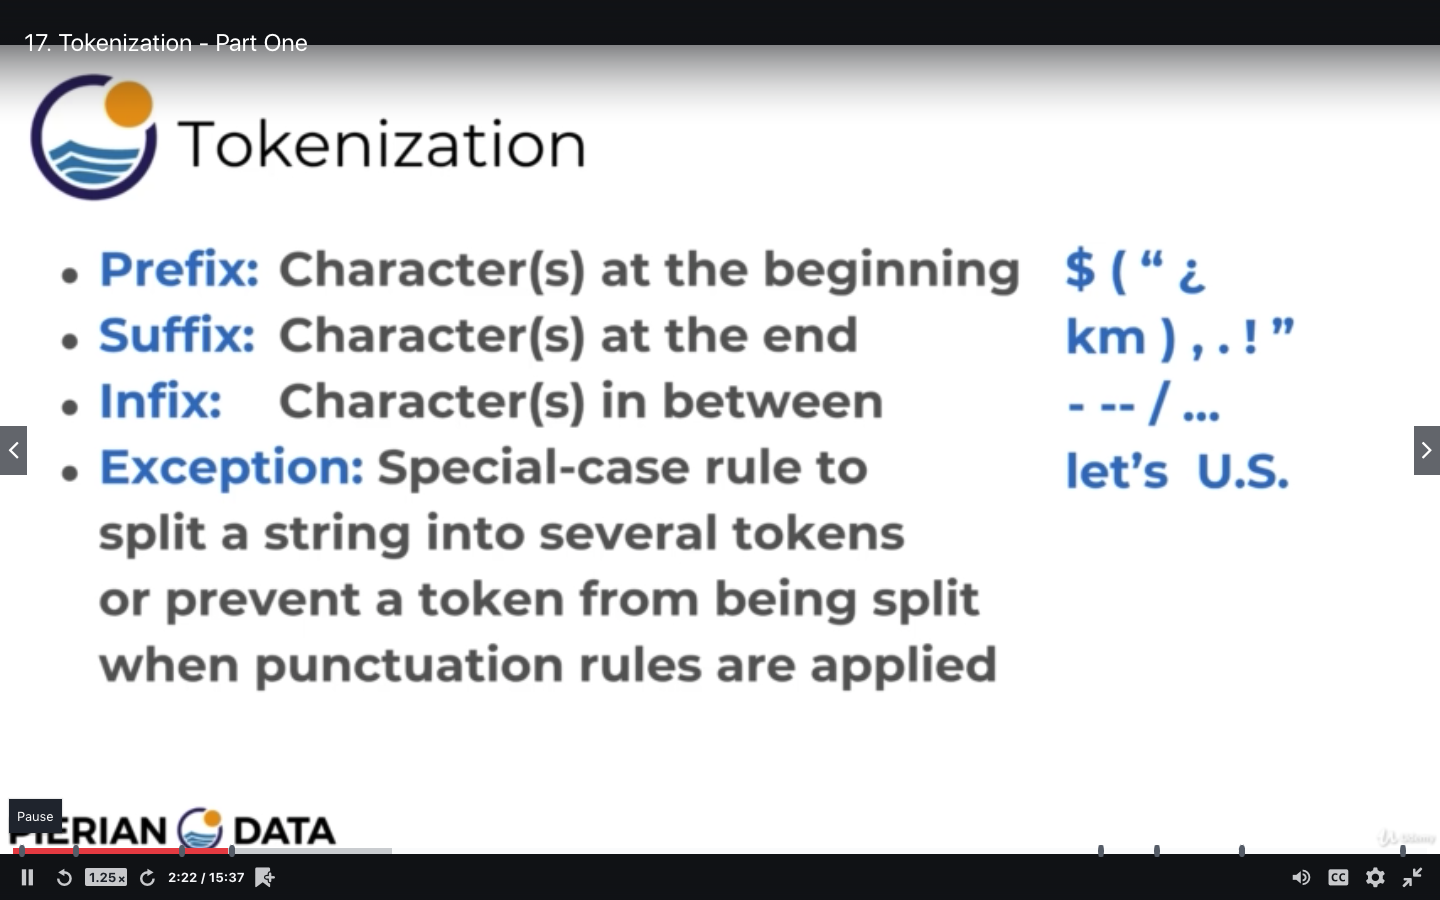 17. Tokenization - Part One
Tokenization
• Prefix: Character(s) at the beginning $ ( “ ¿
• Suffix: Character(s) at the end km ) , . ! ”
• Infix: Character(s) in between - -- / ...
• Exception: Special-case rule to let’s U.S.
split a string into several tokens
or prevent a token from being split
when punctuation rules are applied
Pause
PIERIAN DATA
Udemy
1.25x
2:22 / 15:37
CC